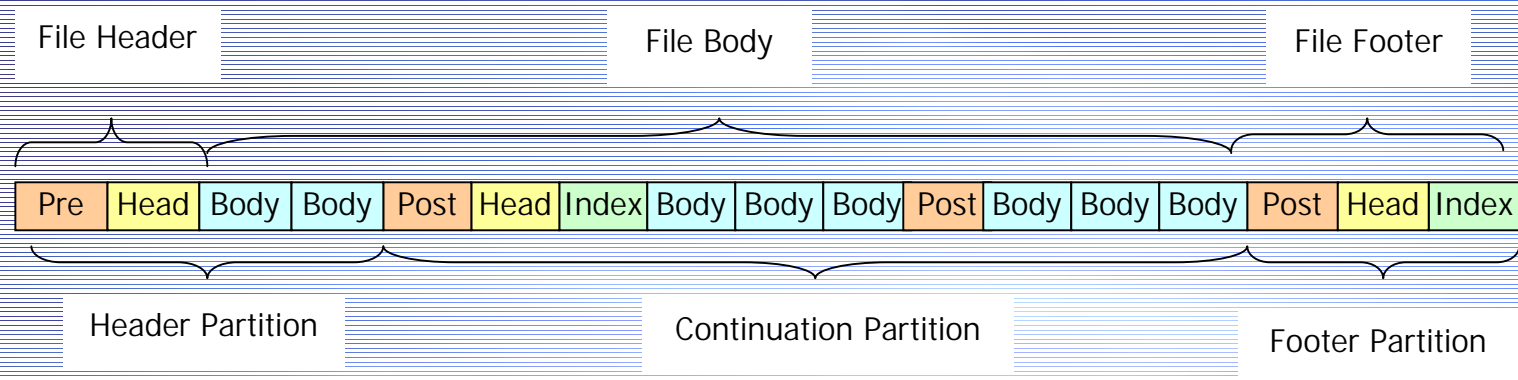 File Header File Body File Footer
Pre Head Body Body Post Head Index Body Body Body Post Body Body Body Post Head Index
Header Partition Continuation Partition Footer Partition